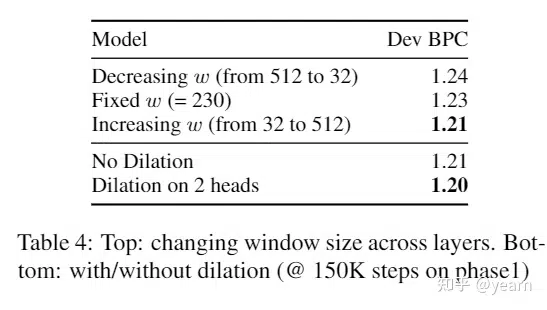 Model Dev BPC
Decreasing w (from 512 to 32) 1.24
Fixed w (= 230) 1.23
Increasing w (from 32 to 512) 1.21
No Dilation 1.21
Dilation on 2 heads 1.20
Table 4: Top: changing window size across layers. Bot-
tom: with/without dilation (@ 150K steps on phase1)
知乎 @yearn